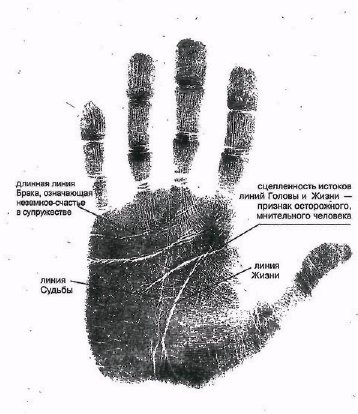 длинная линия
Брака, означающая
неземное счастье
в супружестве
сцепленность истоков
линий Головы и Жизни —
признак осторожного,
мнительного человека
линия
Судьбы
линия
Жизни